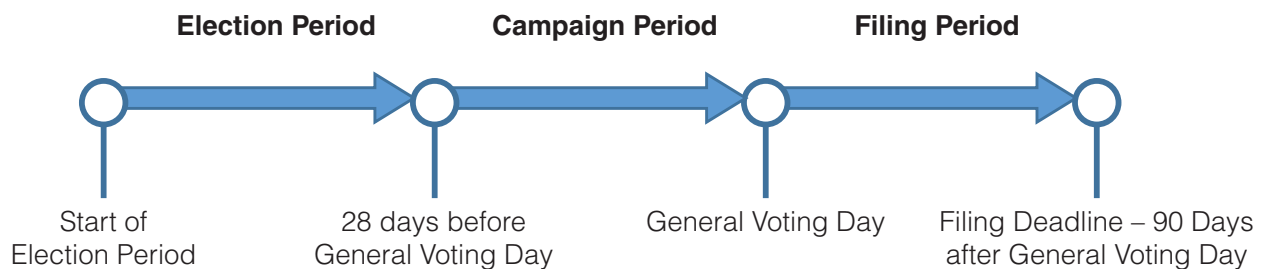 Election Period
Campaign Period
Filing Period
Start of
Election Period
28 days before
General Voting Day
General Voting Day
Filing Deadline – 90 Days
after General Voting Day